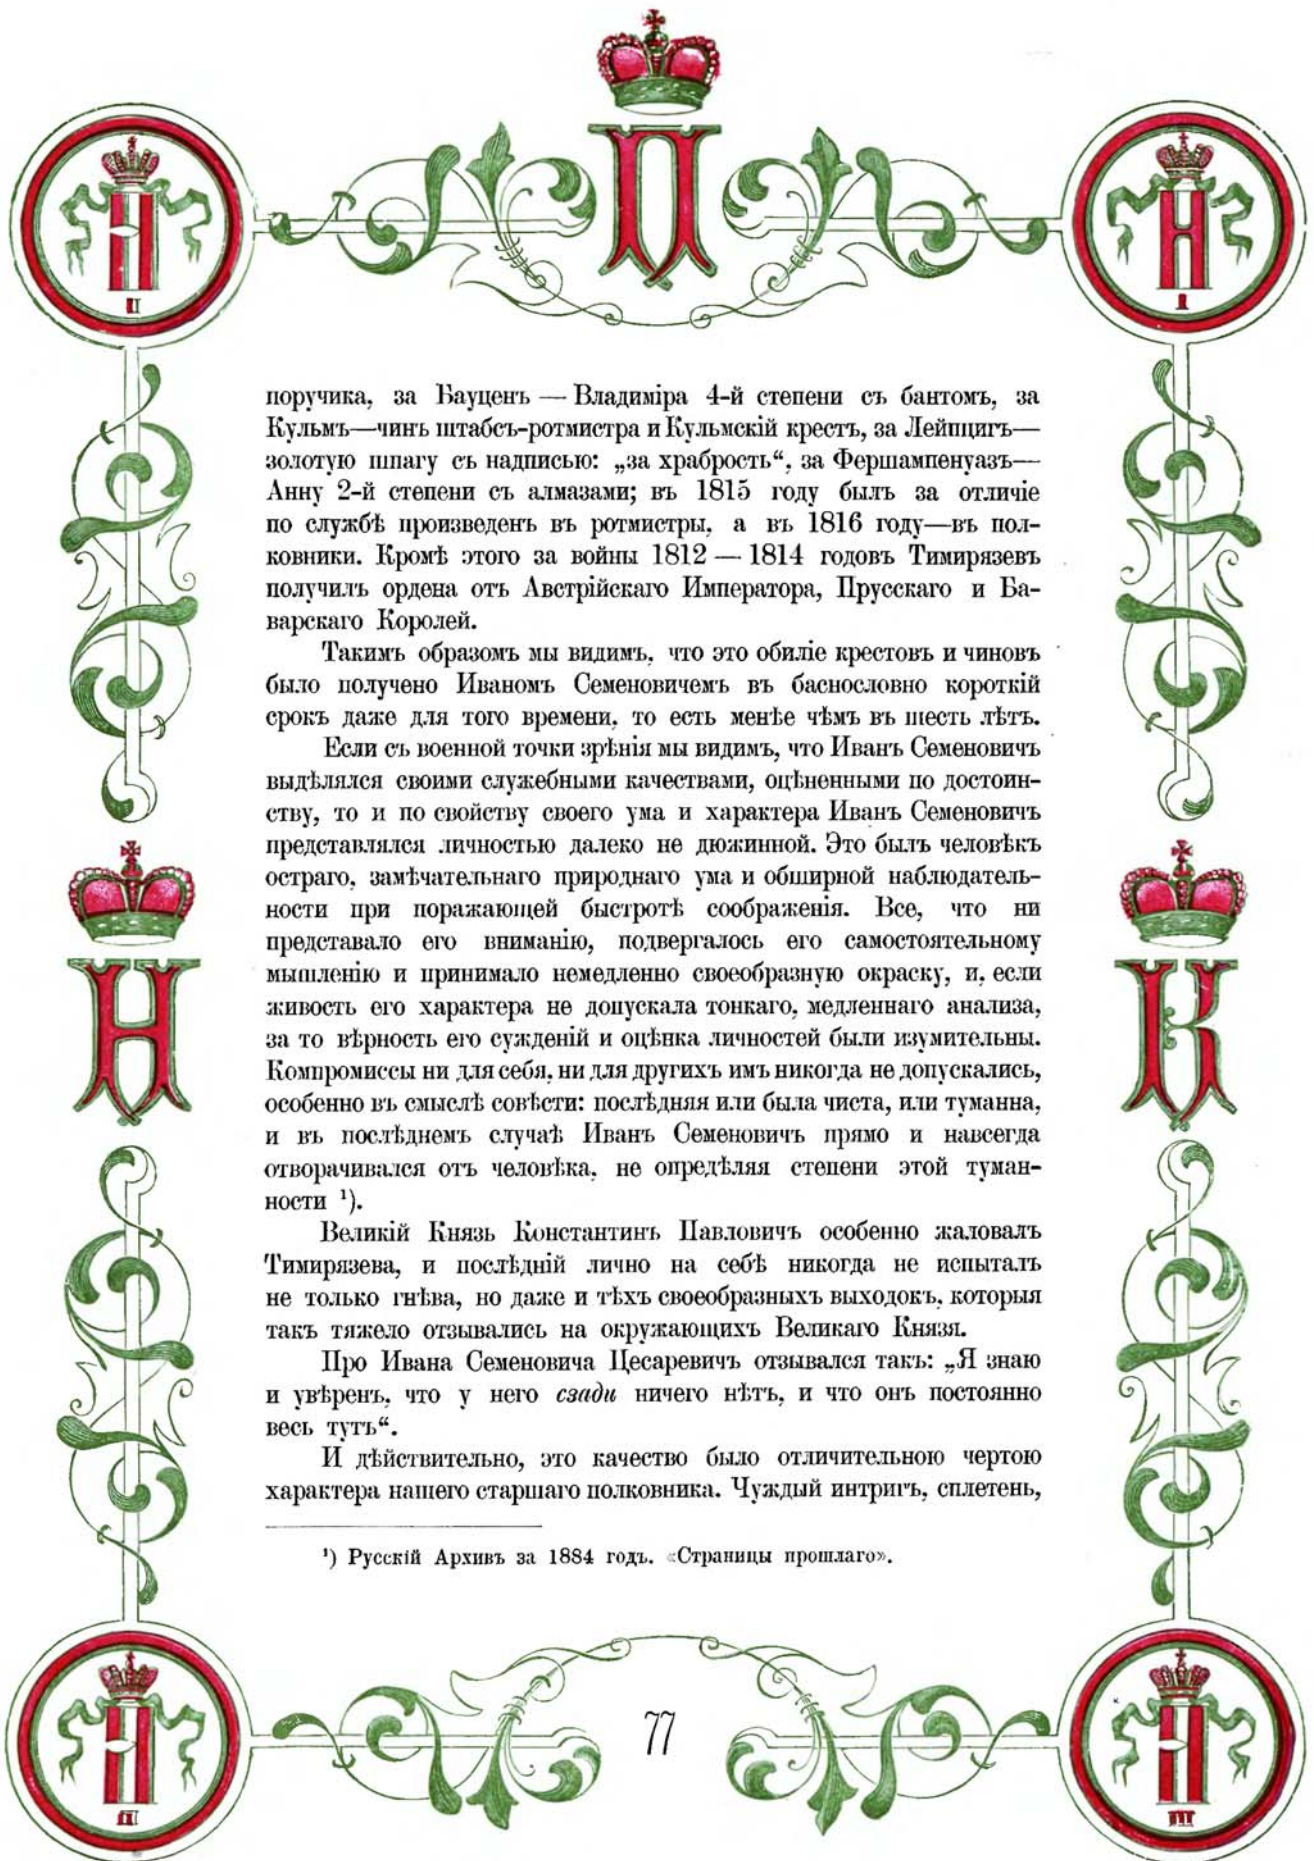 П
II
I
поручика, за Бауценъ — Владиміра 4-й степени съ бантомъ, за
Кульмъ—чинъ штабсъ-ротмистра и Кульмскій крестъ, за Лейпцигъ—
золотую шпагу съ надписью: „за храбрость“, за Фершампенуазъ—
Анну 2-й степени съ алмазами; въ 1815 году былъ за отличіе
по службѣ произведенъ въ ротмистры, а въ 1816 году—въ пол-
ковники. Кромѣ этого за войны 1812 — 1814 годовъ Тимирязевъ
получилъ ордена отъ Австрійскаго Императора, Прусскаго и Ба-
варскаго Королей.
Такимъ образомъ мы видимъ, что это обиліе крестовъ и чиновъ
было получено Иваномъ Семеновичемъ въ баснословно короткій
срокъ даже для того времени, то есть менѣе чѣмъ въ шесть лѣтъ.
Если съ военной точки зрѣнія мы видимъ, что Иванъ Семеновичъ
выдѣлялся своими служебными качествами, оцѣненными по достоин-
ству, то и по свойству своего ума и характера Иванъ Семеновичъ
представлялся личностью далеко не дюжинной. Это былъ человѣкъ
остраго, замѣчательнаго природнаго ума и обширной наблюдатель-
ности при поражающей быстротѣ соображенія. Все, что ни
представало его вниманію, подвергалось его самостоятельному
мышленію и принимало немедленно своеобразную окраску, и, если
живость его характера не допускала тонкаго, медленнаго анализа,
за то вѣрность его сужденій и оцѣнка личностей были изумительны.
Компромиссы ни для себя, ни для другихъ имъ никогда не допускались,
особенно въ смыслѣ совѣсти: послѣдняя или была чиста, или туманна,
и въ послѣднемъ случаѣ Иванъ Семеновичъ прямо и навсегда
отворачивался отъ человѣка, не опредѣляя степени этой туман-
ности ¹).
Великій Князь Константинъ Павловичъ особенно жаловалъ
Тимирязева, и послѣдній лично на себѣ никогда не испыталъ
не только гнѣва, но даже и тѣхъ своеобразныхъ выходокъ, которыя
такъ тяжело отзывались на окружающихъ Великаго Князя.
Про Ивана Семеновича Цесаревичъ отзывался такъ: „Я знаю
и увѣренъ, что у него сзади ничего нѣтъ, и что онъ постоянно
весь тутъ“.
И дѣйствительно, это качество было отличительною чертою
характера нашего старшаго полковника. Чуждый интригъ, сплетень,
¹) Русскій Архивъ за 1884 годъ. «Страницы прошлаго».
Н
К
77
III